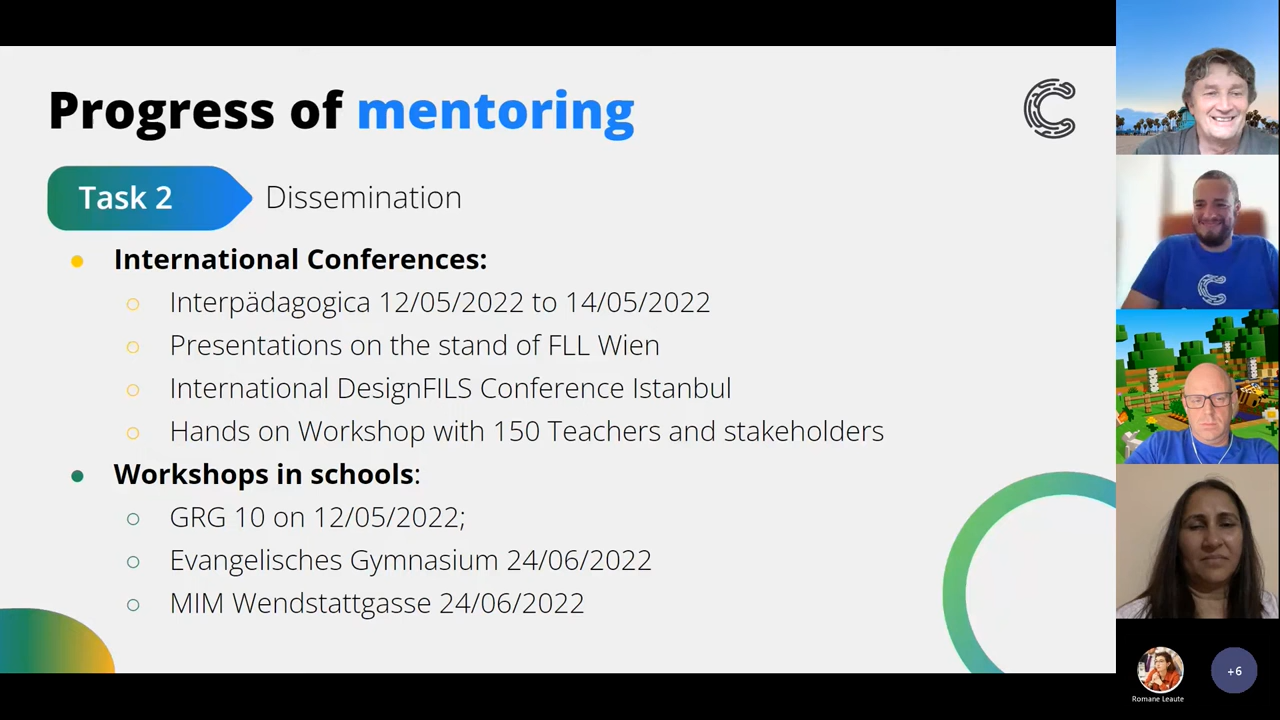 Progress of mentoring
Task 2
Dissemination
International Conferences:
Interpädagogica 12/05/2022 to 14/05/2022
Presentations on the stand of FLL Wien
International DesignFILS Conference Istanbul
Hands on Workshop with 150 Teachers and stakeholders
Workshops in schools:
GRG 10 on 12/05/2022;
Evangelisches Gymnasium 24/06/2022
MIM Wendstattgasse 24/06/2022
Romane Leaute
+6